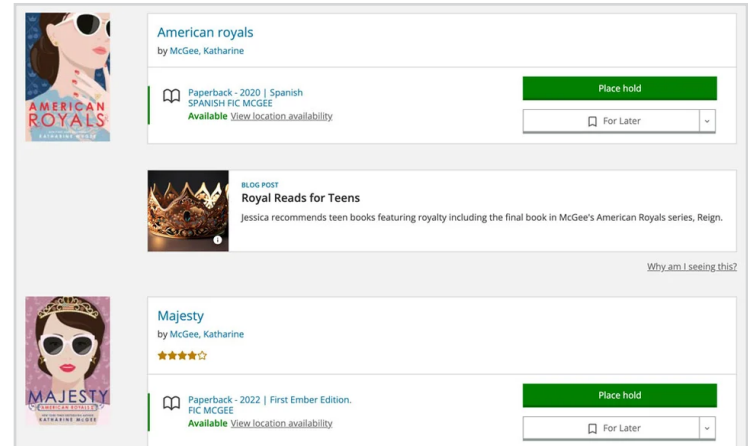 American royals
by McGee, Katharine
AMERICAN
ROYALS
KATHARINE MCGEE
Paperback - 2020 | Spanish
SPANISH FIC MCGEE
Available View location availability
Place hold
For Later
BLOG POST
Royal Reads for Teens
Jessica recommends teen books featuring royalty including the final book in McGee's American Royals series, Reign.
Why am I seeing this?
Majesty
by McGee, Katharine
MAJESTY
AMERICAN ROYALS
KATHARINE McGEE
Paperback - 2022 | First Ember Edition.
FIC MCGEE
Available View location availability
Place hold
For Later